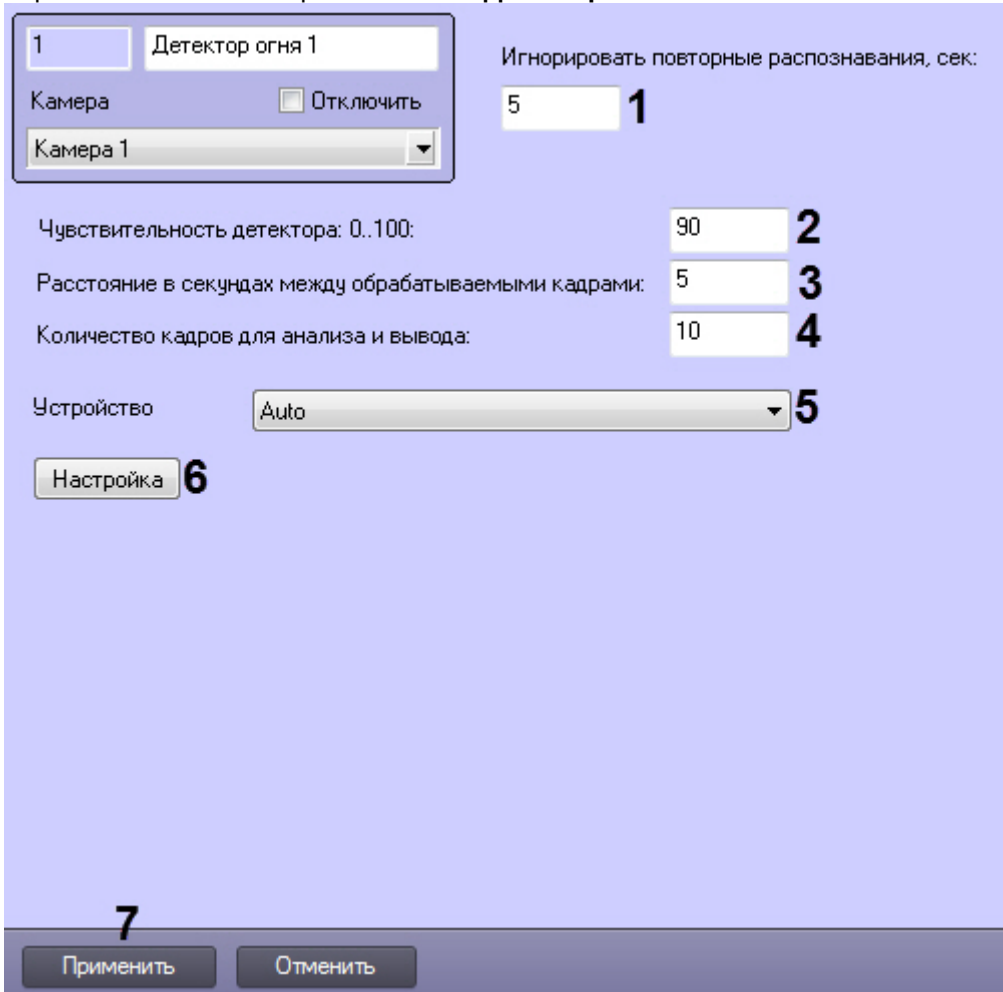 1
Детектор огня 1
Игнорировать повторные распознавания, сек:
Камера
Отключить
5
1
Камера 1
Чувствительность детектора: 0..100:
90
2
Расстояние в секундах между обрабатываемыми кадрами:
5
3
Количество кадров для анализа и вывода:
10
4
Устройство
Auto
5
Настройка
6
7
Применить
Отменить